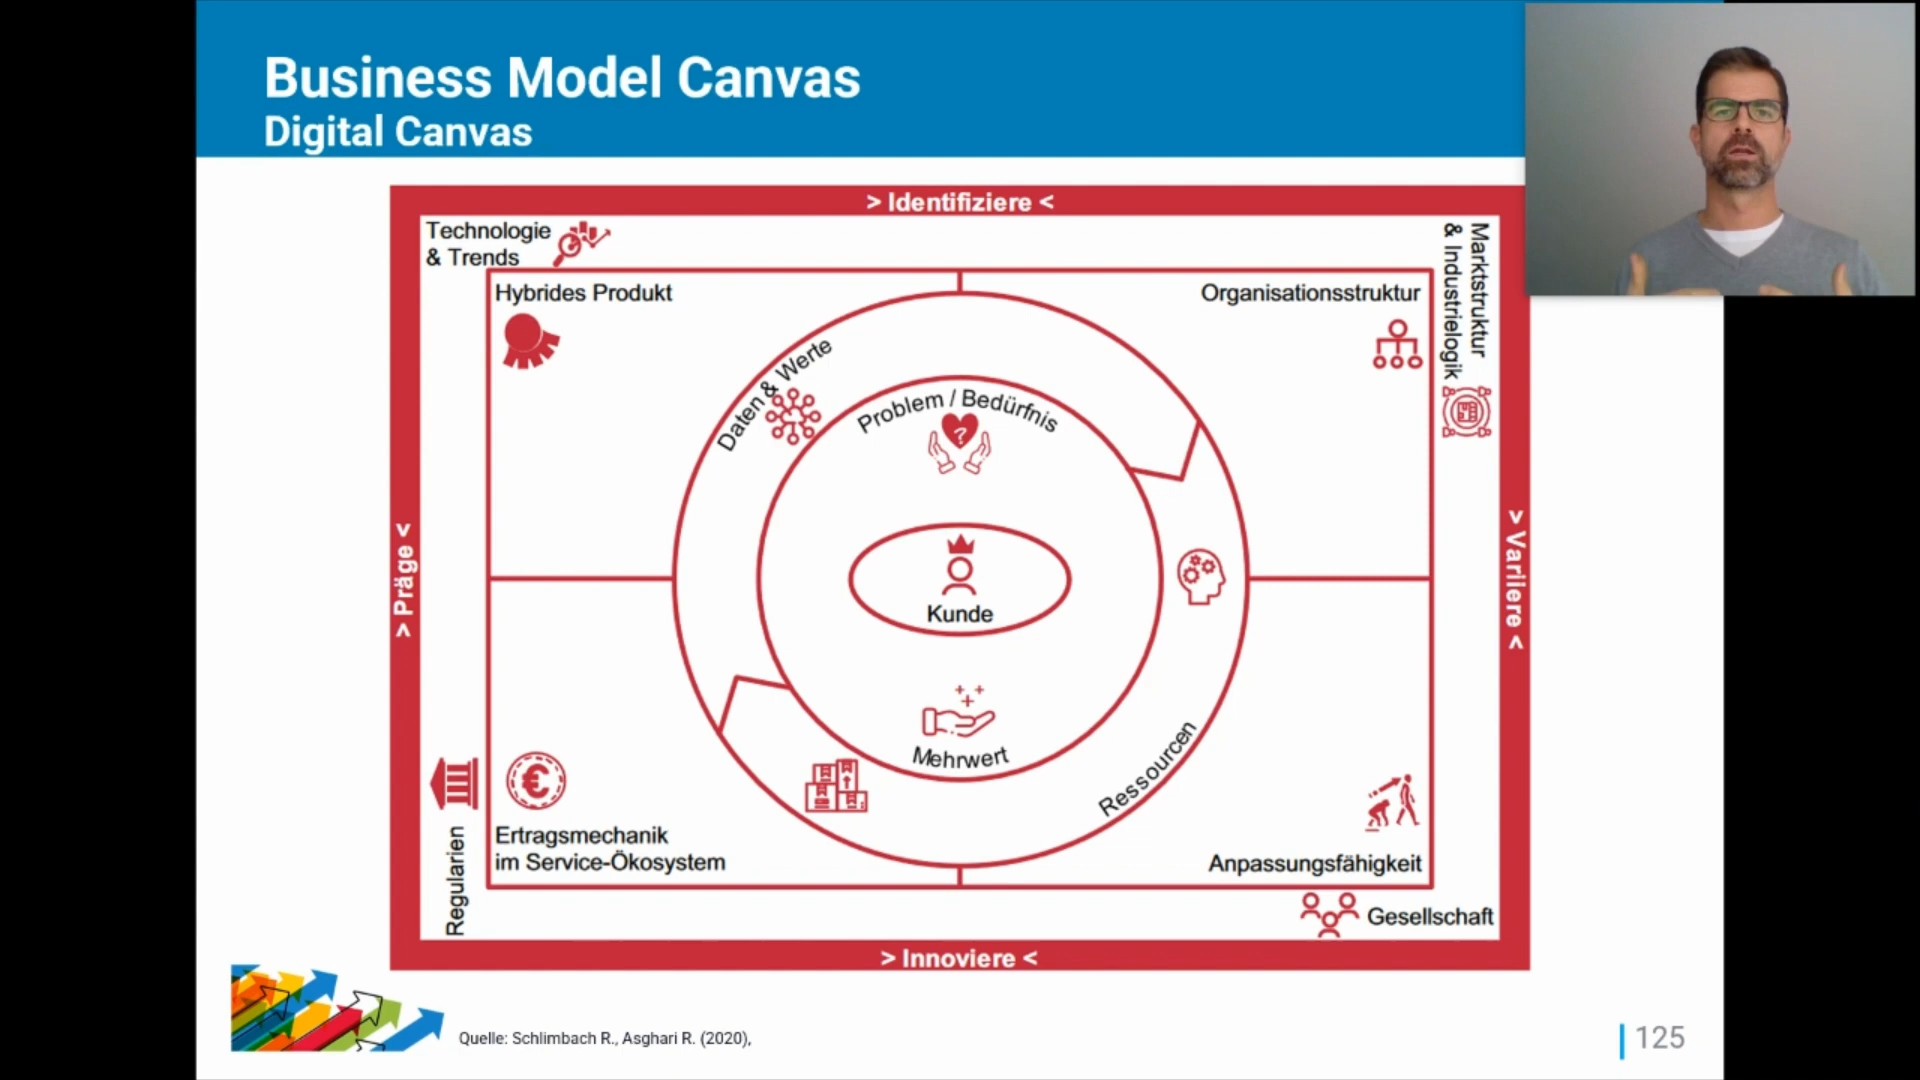 Business Model Canvas
Digital Canvas
> Identifiziere <
Technologie
& Trends
Marktstruktur
& Industrielogik
Hybrides Produkt
Organisationsstruktur
Daten & Werte
Problem / Bedürfnis
?
> Präge <
> Variiere <
Kunde
Mehrwert
Ressourcen
€
Ertragsmechanik
im Service-Ökosystem
Anpassungsfähigkeit
Regularien
Gesellschaft
> Innoviere <
Quelle: Schlimbach R., Asghari R. (2020),
125